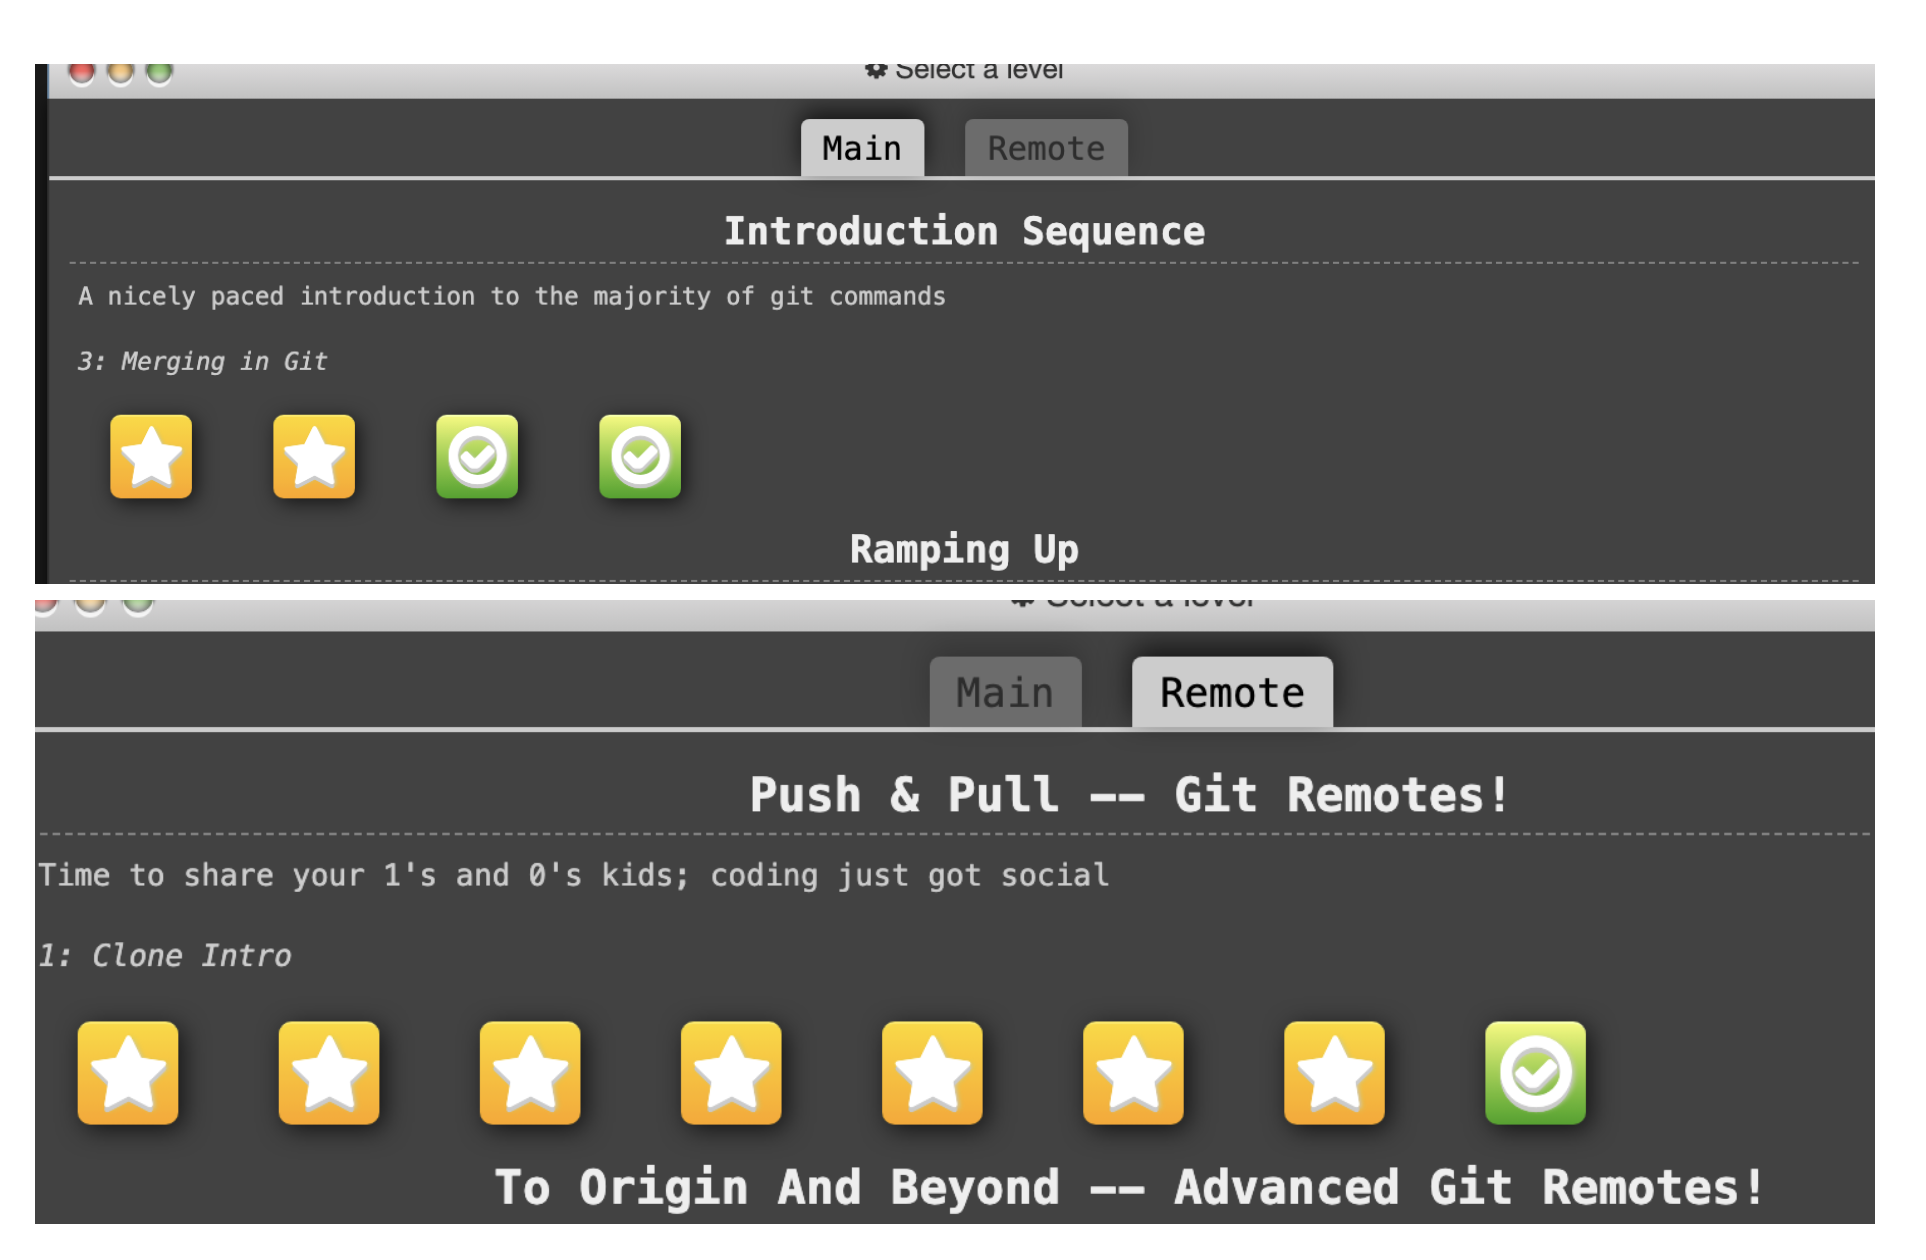 Select a level
Main Remote
Introduction Sequence
A nicely paced introduction to the majority of git commands
3: Merging in Git
Ramping Up
Select a level
Main Remote
Push & Pull -- Git Remotes!
Time to share your 1's and 0's kids; coding just got social
1: Clone Intro
To Origin And Beyond -- Advanced Git Remotes!